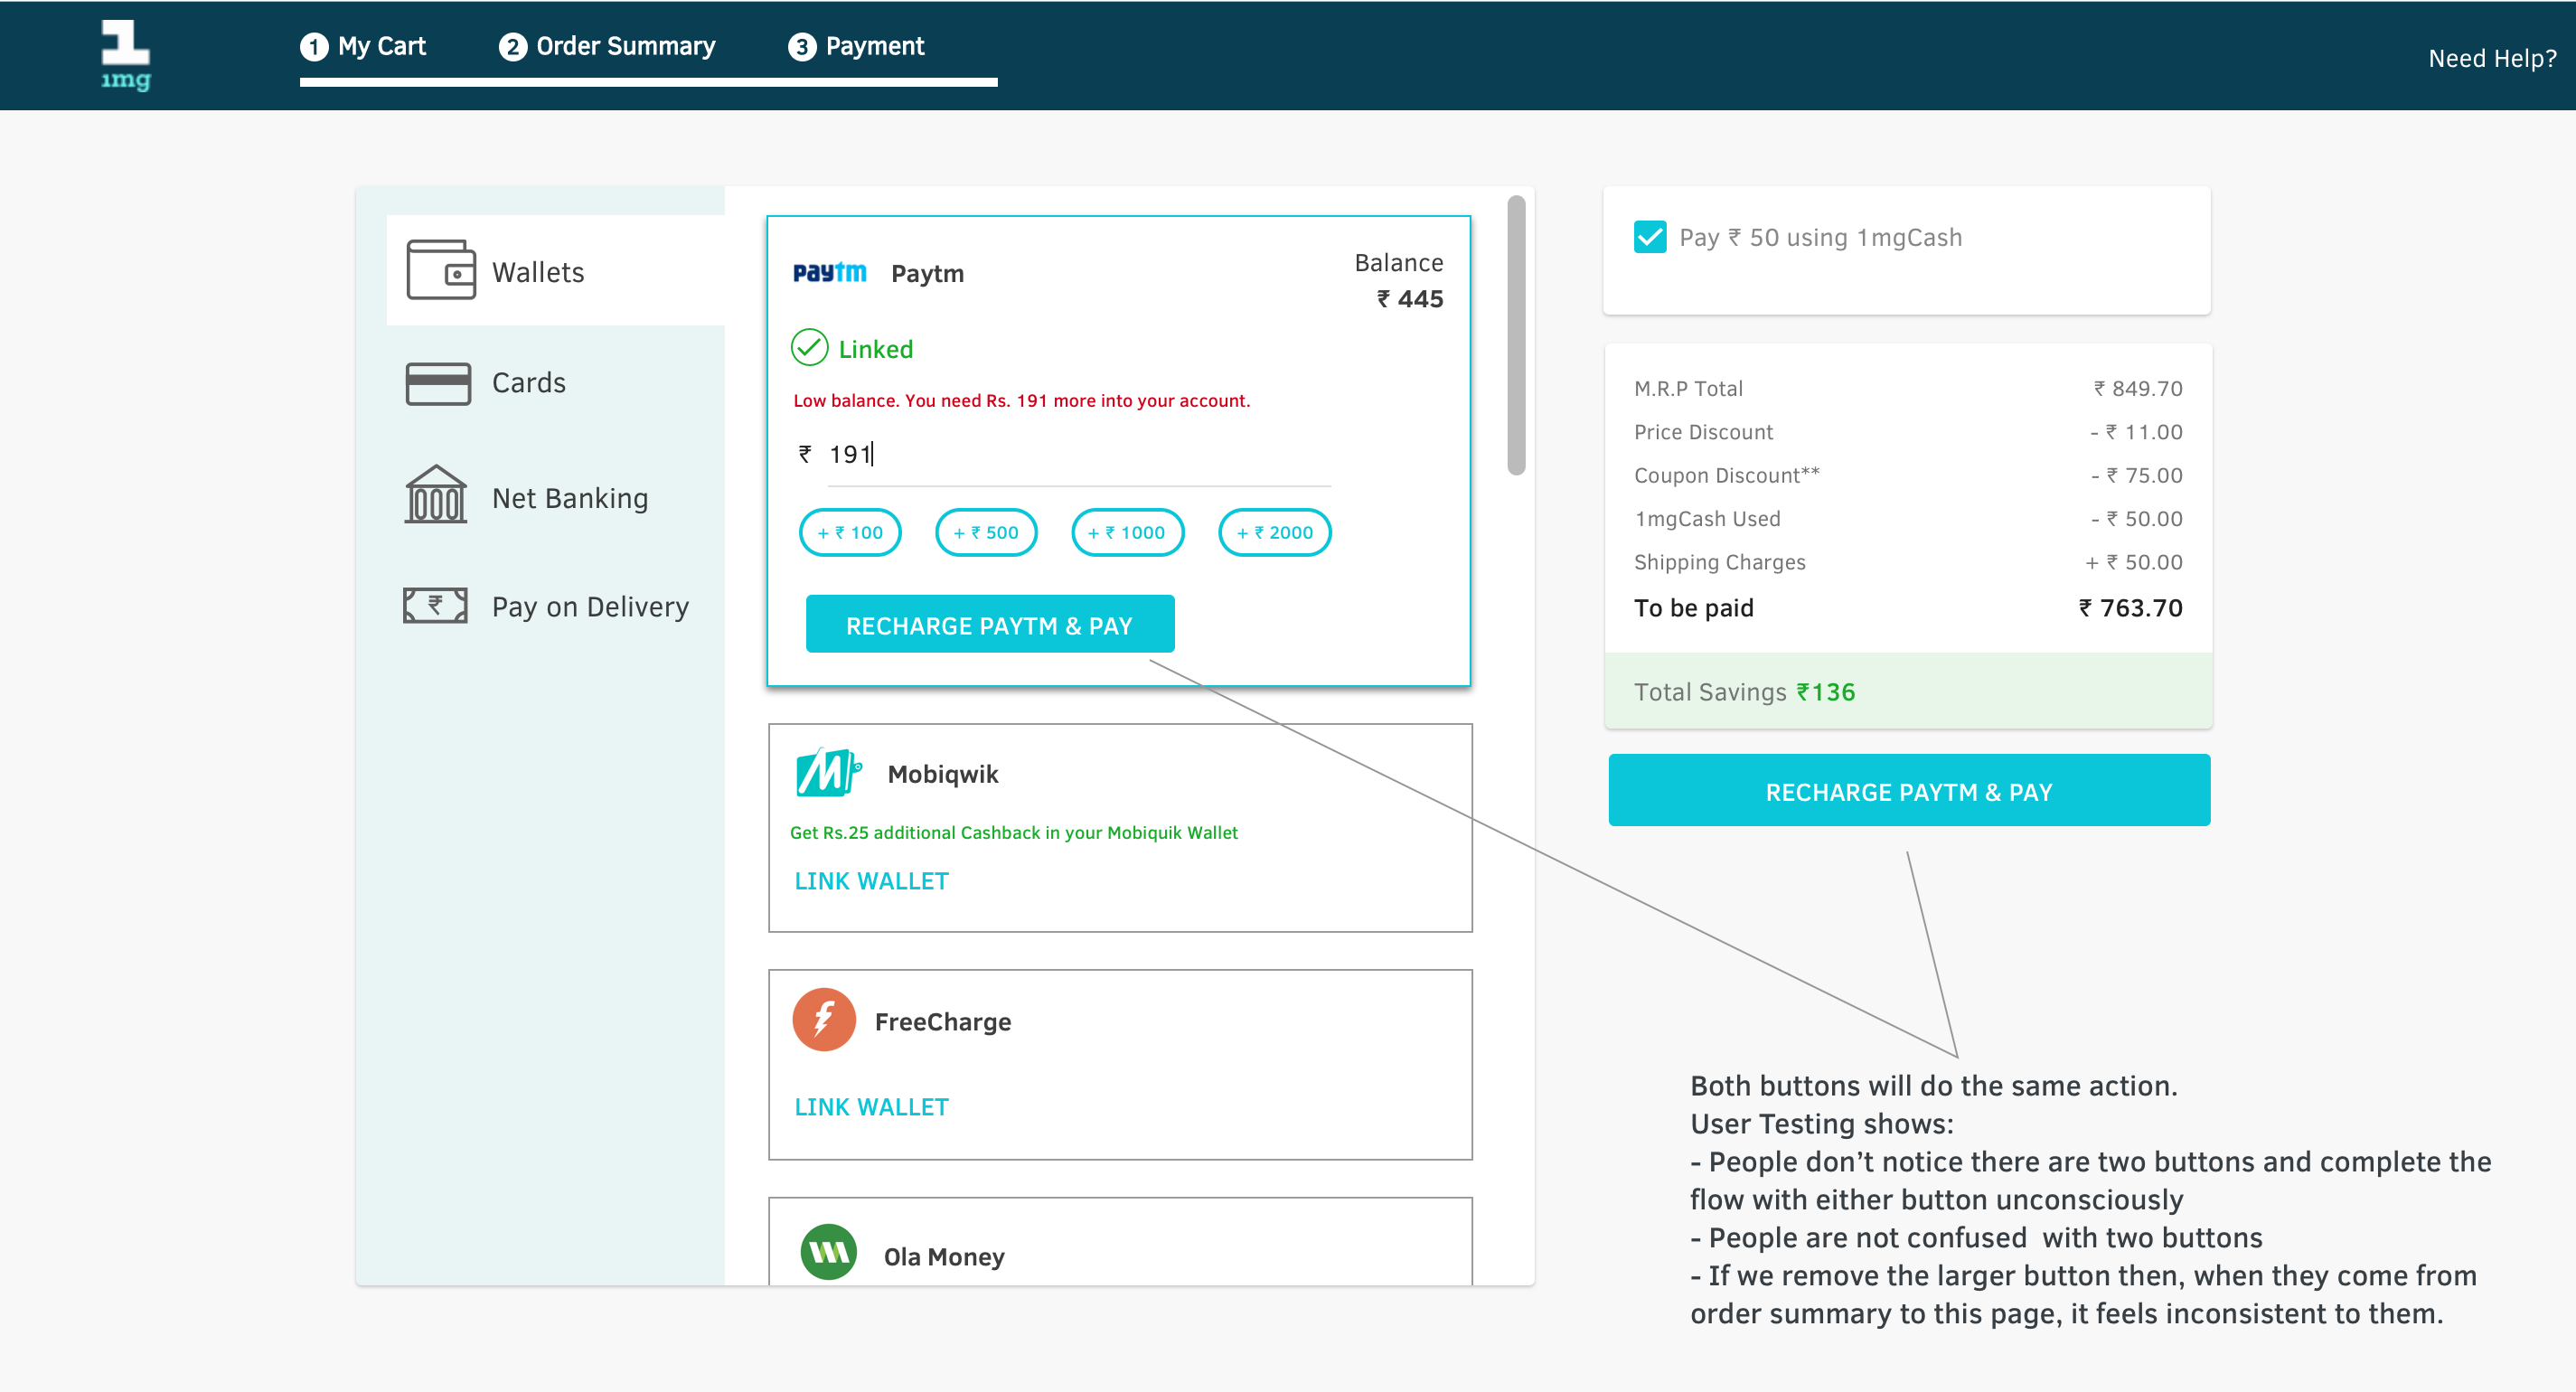 1mg
1 My Cart
2 Order Summary
3 Payment
Need Help?
Wallets
Cards
Net Banking
₹
Pay on Delivery
paytm Paytm
Balance
₹ 445
Linked
Low balance. You need Rs. 191 more into your account.
₹ 191
+ ₹ 100
+ ₹ 500
+ ₹ 1000
+ ₹ 2000
RECHARGE PAYTM & PAY
Mobiqwik
Get Rs.25 additional Cashback in your Mobiquik Wallet
LINK WALLET
FreeCharge
LINK WALLET
Ola Money
Pay ₹ 50 using 1mgCash
M.R.P Total ₹ 849.70
Price Discount - ₹ 11.00
Coupon Discount** - ₹ 75.00
1mgCash Used - ₹ 50.00
Shipping Charges + ₹ 50.00
To be paid ₹ 763.70
Total Savings ₹136
RECHARGE PAYTM & PAY
Both buttons will do the same action.
User Testing shows:
- People don’t notice there are two buttons and complete the
flow with either button unconsciously
- People are not confused with two buttons
- If we remove the larger button then, when they come from
order summary to this page, it feels inconsistent to them.